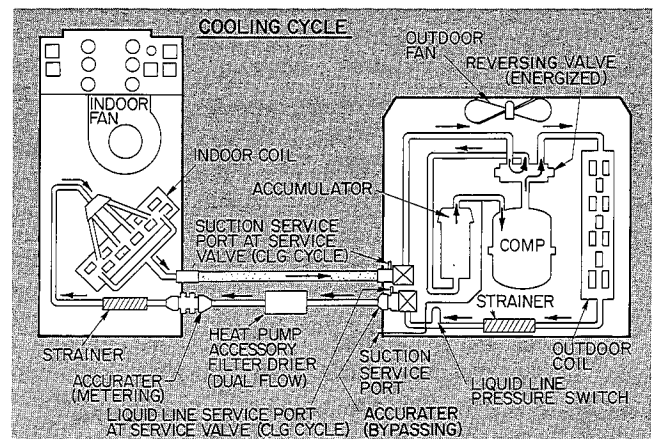 COOLING CYCLE
OUTDOOR
FAN
REVERSING VALVE
(ENERGIZED)
INDOOR
FAN
INDOOR COIL
ACCUMULATOR
SUCTION SERVICE
PORT AT SERVICE
VALVE (CLG CYCLE)
COMP
STRAINER
STRAINER
HEAT PUMP
ACCESSORY
FILTER DRIER
(DUAL FLOW)
SUCTION
SERVICE
PORT
OUTDOOR
COIL
ACCURATER
(METERING)
LIQUID LINE
PRESSURE SWITCH
LIQUID LINE SERVICE PORT
AT SERVICE VALVE (CLG CYCLE)
ACCURATER
(BYPASSING)